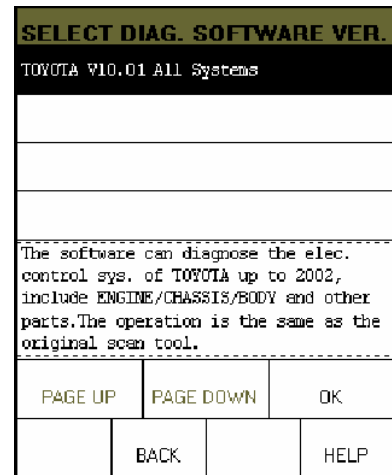 SELECT DIAG. SOFTWARE VER.
TOYOTA V10.01 All Systems
The software can diagnose the elec.
control sys. of TOYOTA up to 2002,
include ENGINE/CHASSIS/BODY and other
parts.The operation is the same as the
original scan tool.
PAGE UP PAGE DOWN OK
BACK HELP